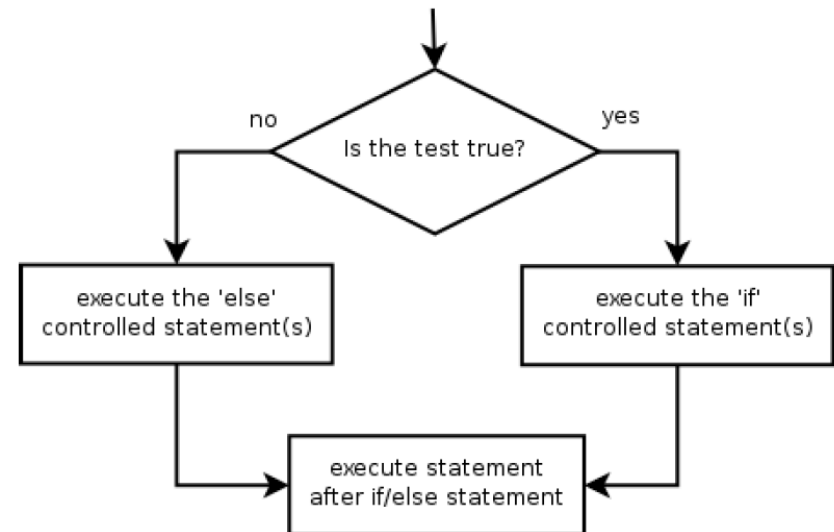 no
yes
Is the test true?
execute the 'else'
controlled statement(s)
execute the 'if'
controlled statement(s)
execute statement
after if/else statement